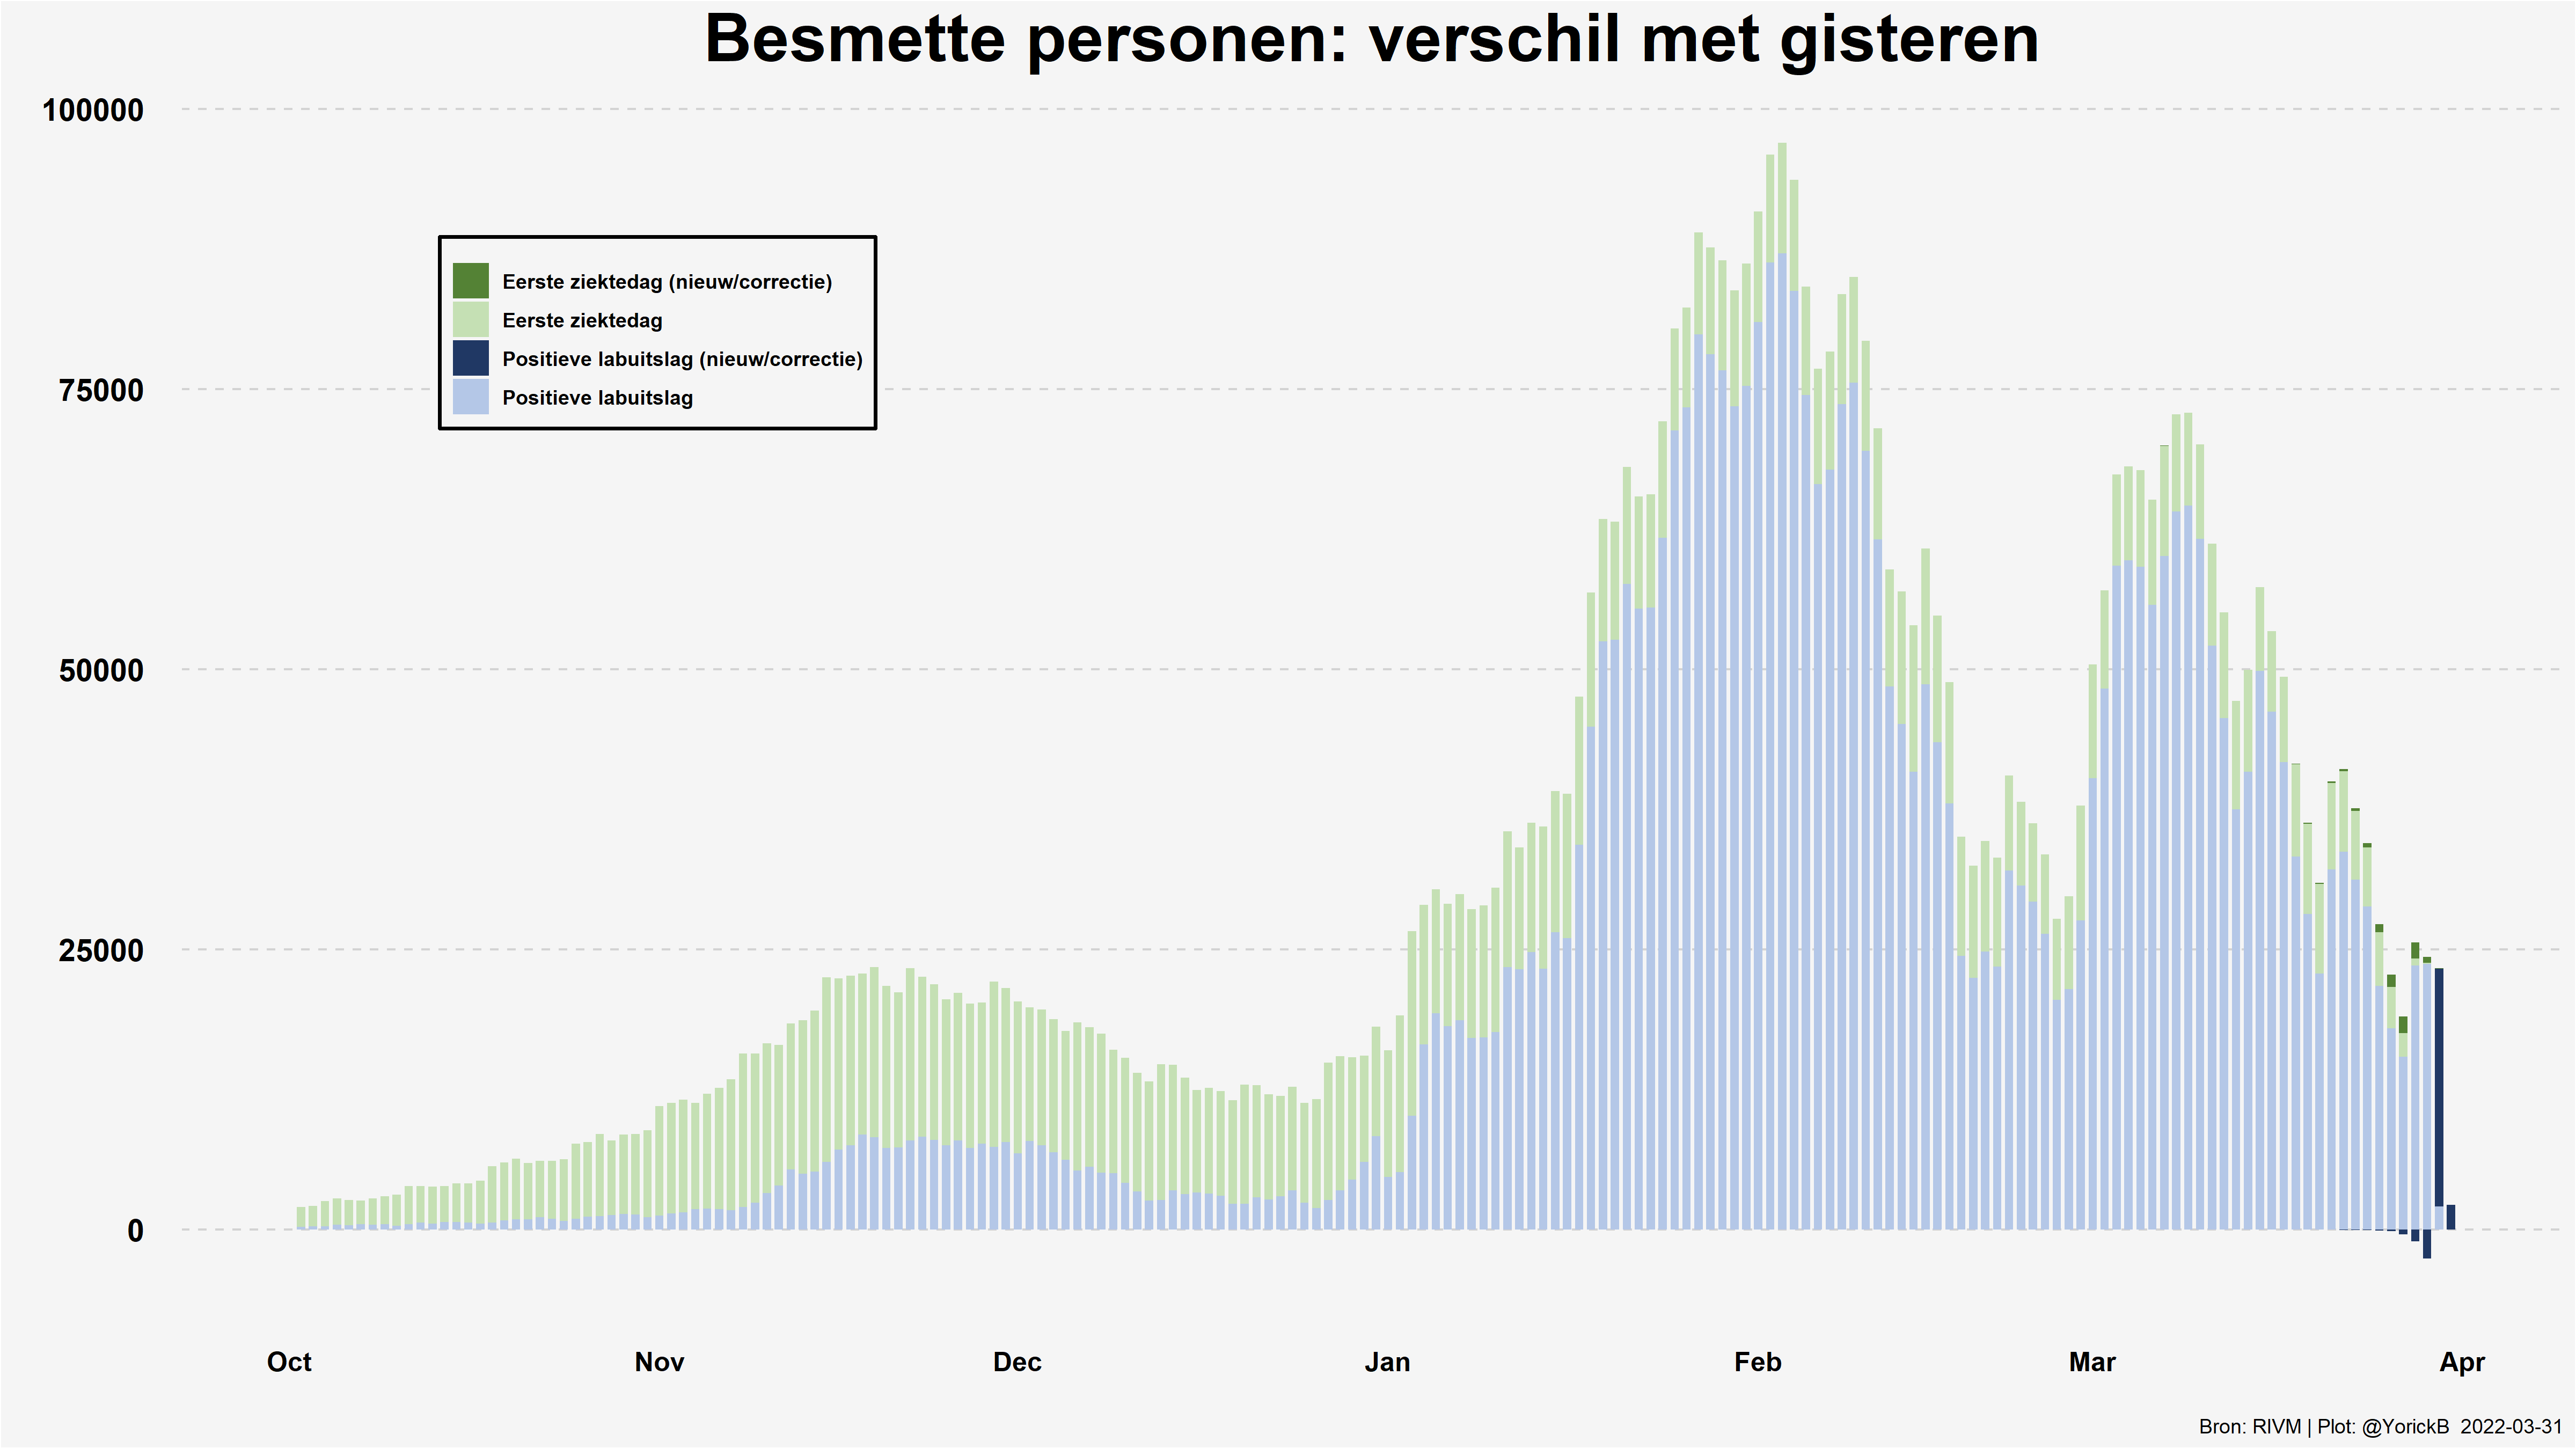 Besmette personen: verschil met gisteren
100000
75000
50000
25000
0
Eerste ziektedag (nieuw/correctie)
Eerste ziektedag
Positieve labuitslag (nieuw/correctie)
Positieve labuitslag
Oct Nov Dec Jan Feb Mar Apr
Bron: RIVM | Plot: @YorickB 2022-03-31